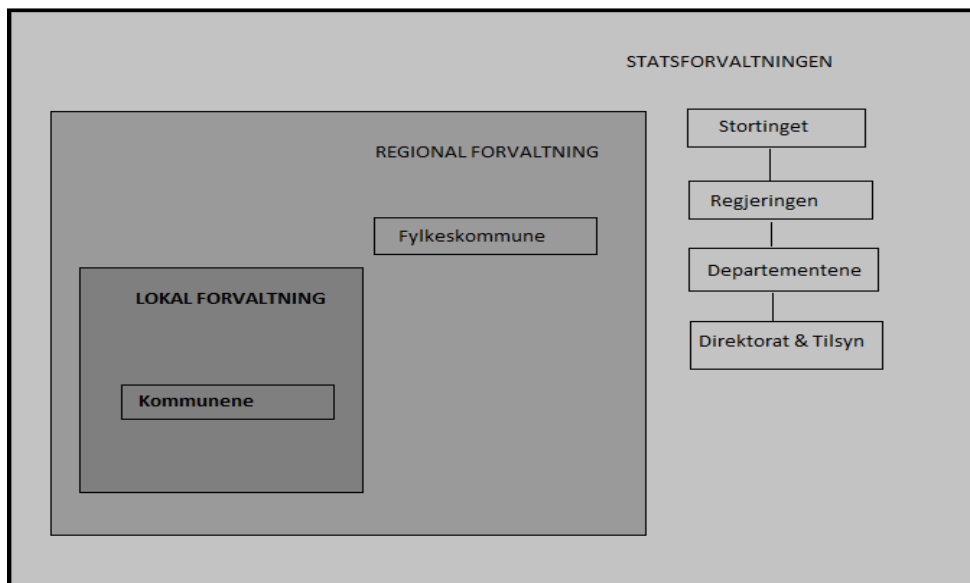 STATSFORVALTNINGEN
Stortinget
REGIONAL FORVALTNING
Regjeringen
Fylkeskommune
Departementene
LOKAL FORVALTNING
Direktorat & Tilsyn
Kommunene